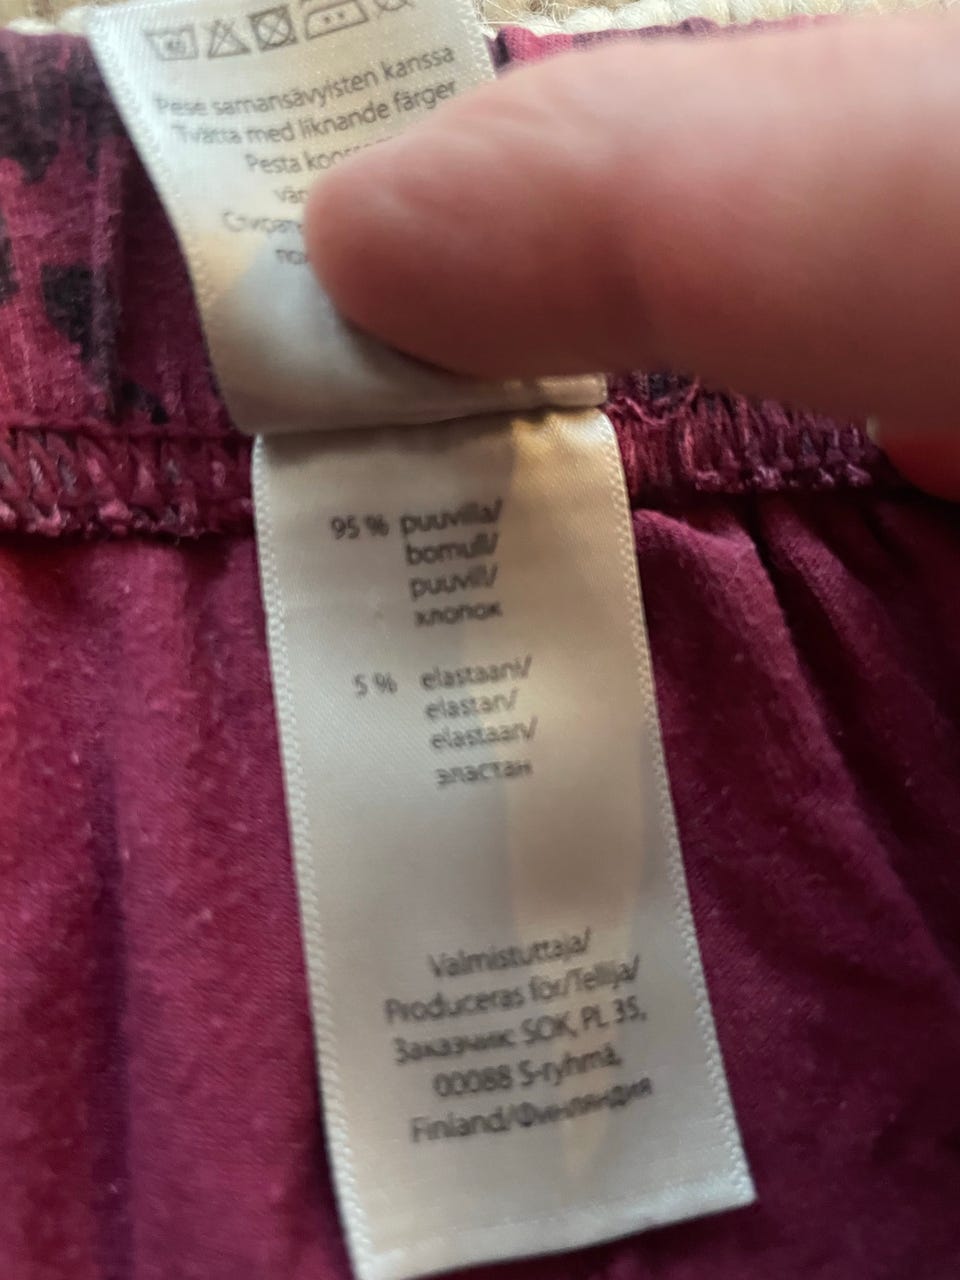 Pese samansävyisten kanssa
Tvätta med liknande färger
Pesta
95 % puuvilla/
bomull/
puuvill/
хлопок
5 % elastaani/
elastan/
elastaan/
эластан
Valmistuttaja/
Produceras för/Tellija/
Заказчик SOK, PL 35,
00088 S-ryhmä,
Finland/Финляндия